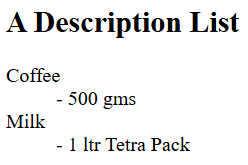 A Description List
Coffee
- 500 gms
Milk
- 1 ltr Tetra Pack